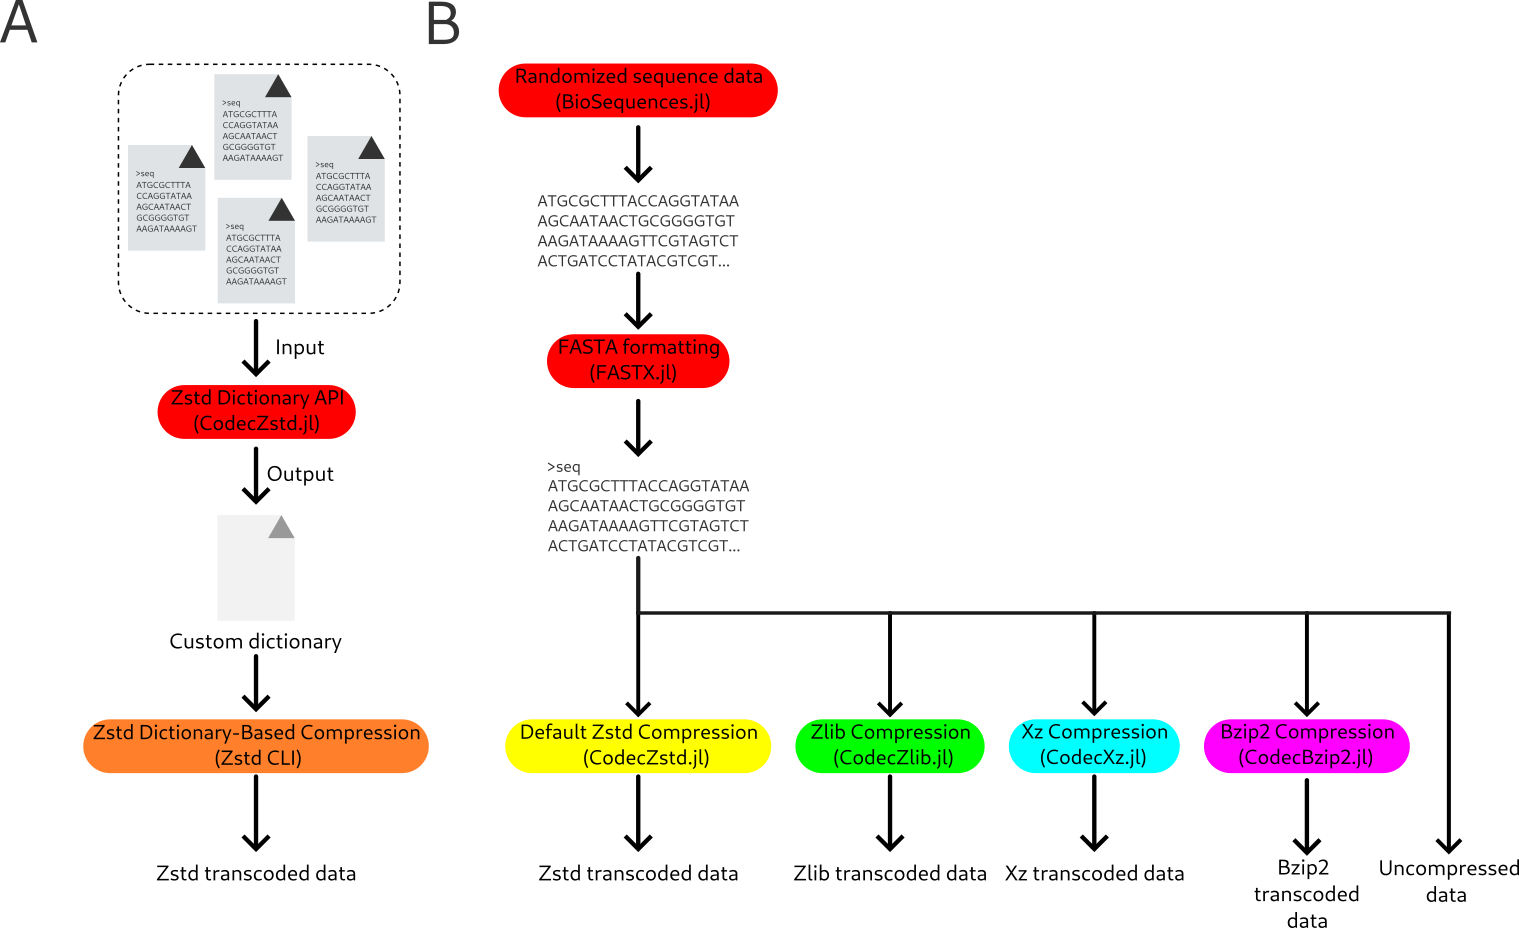 A
>seq
ATGCGCTTTA
CCAGGTATAA
AGCAATAACT
GCGGGGTGT
AAGATAAAAGT
>seq
ATGCGCTTTA
CCAGGTATAA
AGCAATAACT
GCGGGGTGT
AAGATAAAAGT
>seq
ATGCGCTTTA
CCAGGTATAA
AGCAATAACT
GCGGGGTGT
AAGATAAAAGT
>seq
ATGCGCTTTA
CCAGGTATAA
AGCAATAACT
GCGGGGTGT
AAGATAAAAGT
Input
Zstd Dictionary API
(CodecZstd.jl)
Output
Custom dictionary
Zstd Dictionary-Based Compression
(Zstd CLI)
Zstd transcoded data
B
Randomized sequence data
(BioSequences.jl)
ATGCGCTTTACCAGGTATAA
AGCAATAACTGCGGGGTGT
AAGATAAAAGTTCGTAGTCT
ACTGATCCTATACGTCGT...
FASTA formatting
(FASTX.jl)
>seq
ATGCGCTTTACCAGGTATAA
AGCAATAACTGCGGGGTGT
AAGATAAAAGTTCGTAGTCT
ACTGATCCTATACGTCGT...
Default Zstd Compression
(CodecZstd.jl)
Zlib Compression
(CodecZlib.jl)
Xz Compression
(CodecXz.jl)
Bzip2 Compression
(CodecBzip2.jl)
Zstd transcoded data
Zlib transcoded data
Xz transcoded data
Bzip2
transcoded
data
Uncompressed
data